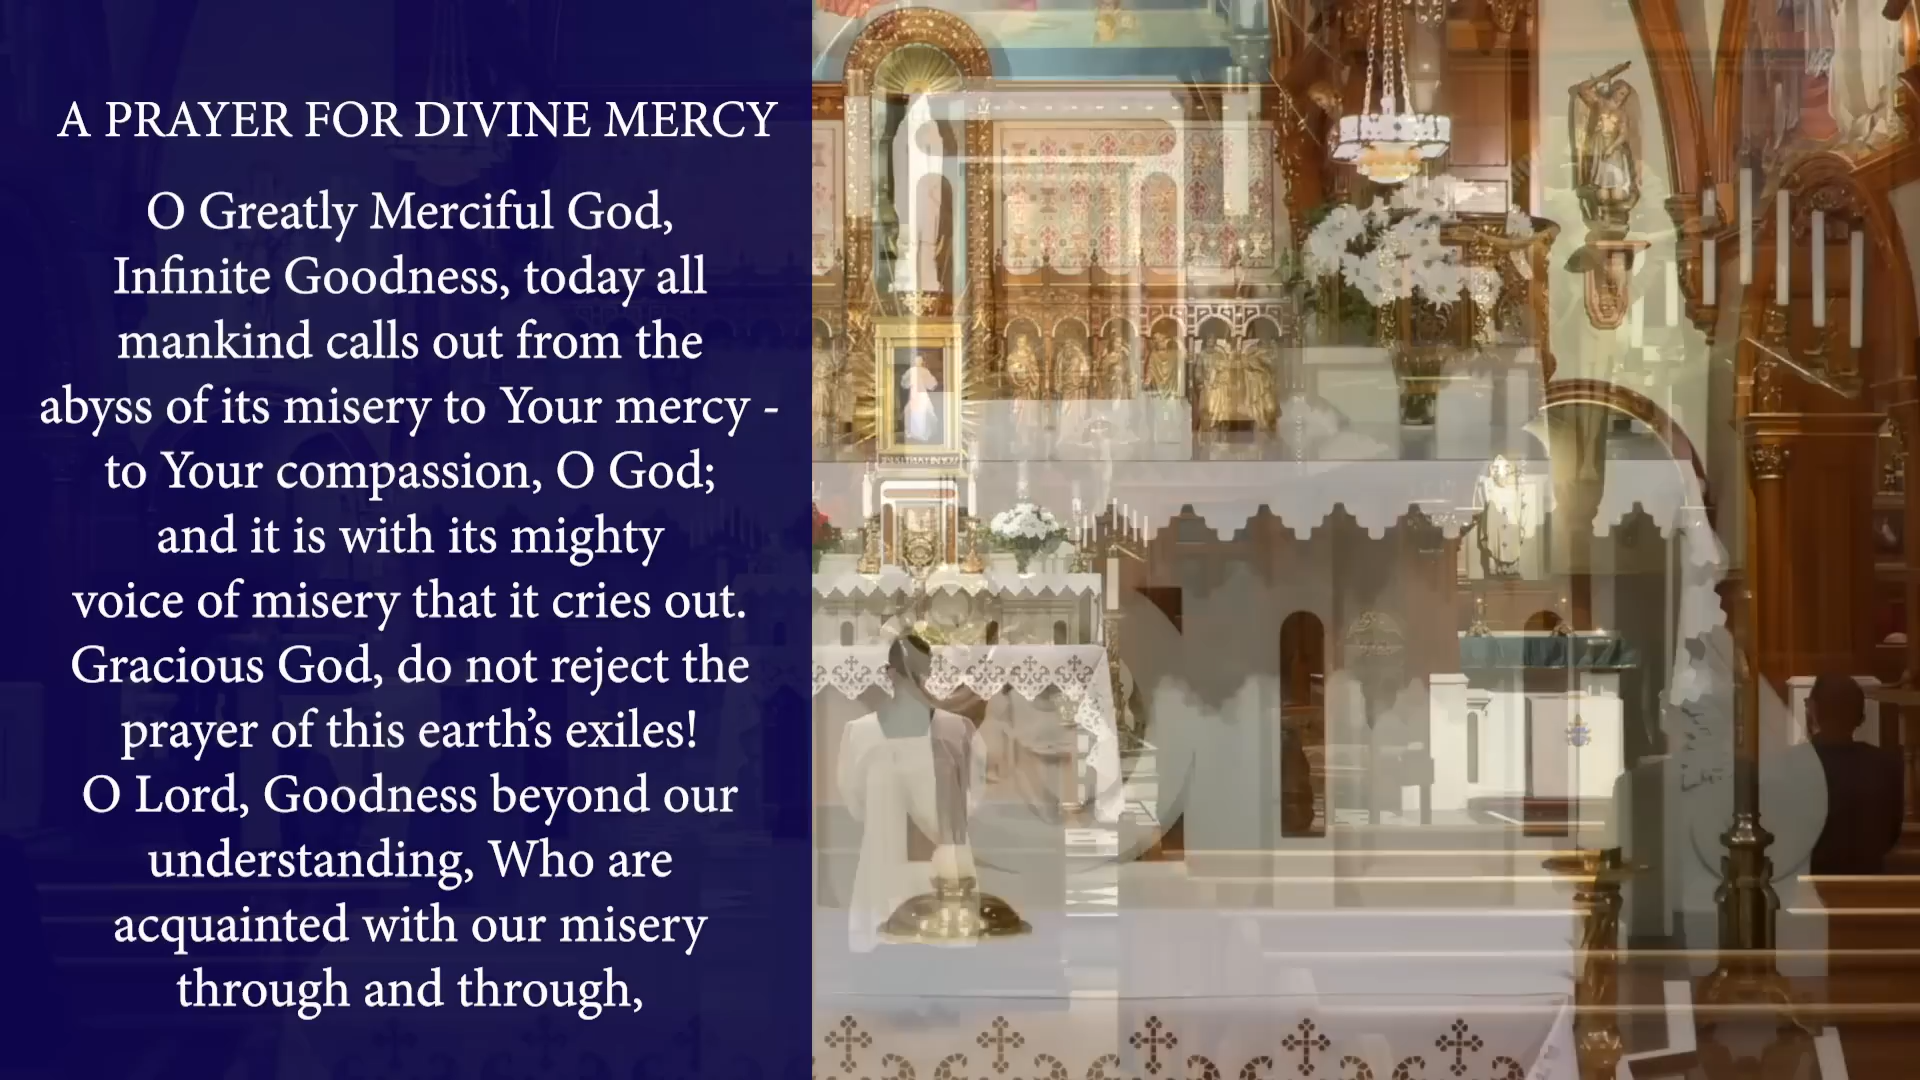 A PRAYER FOR DIVINE MERCY
O Greatly Merciful God,
Infinite Goodness, today all
mankind calls out from the
abyss of its misery to Your mercy -
to Your compassion, O God;
and it is with its mighty
voice of misery that it cries out.
Gracious God, do not reject the
prayer of this earth’s exiles!
O Lord, Goodness beyond our
understanding, Who are
acquainted with our misery
through and through,